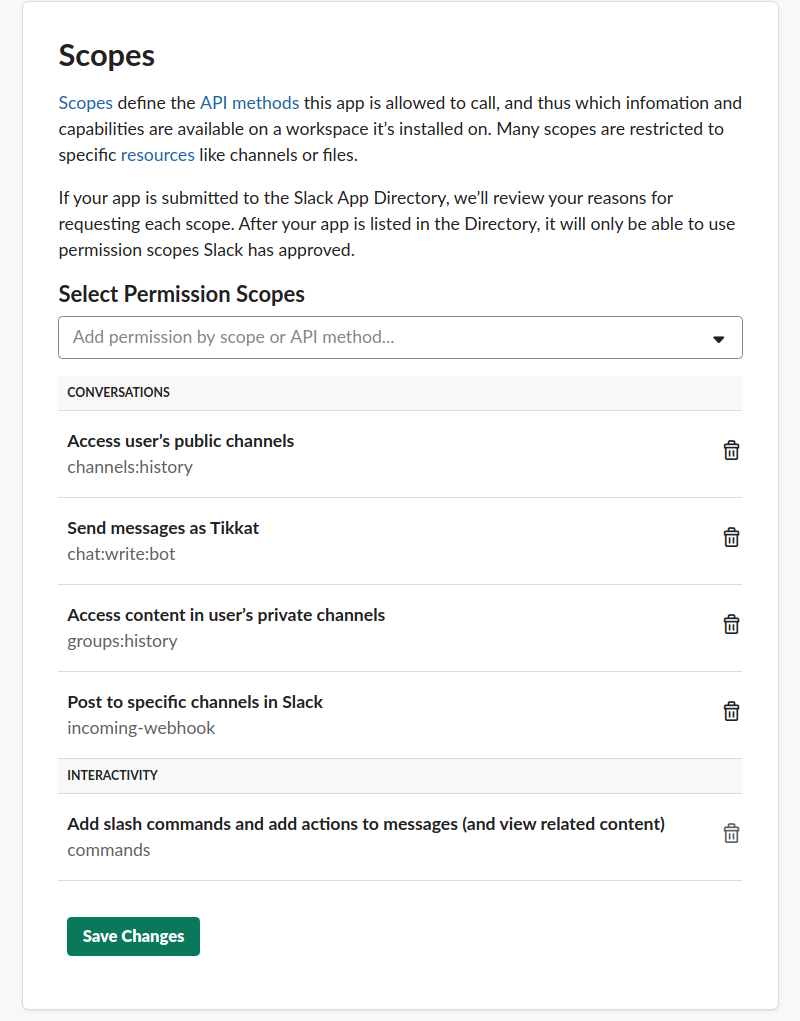 Scopes
Scopes define the API methods this app is allowed to call, and thus which infomation and
capabilities are available on a workspace it’s installed on. Many scopes are restricted to
specific resources like channels or files.
If your app is submitted to the Slack App Directory, we’ll review your reasons for
requesting each scope. After your app is listed in the Directory, it will only be able to use
permission scopes Slack has approved.
Select Permission Scopes
Add permission by scope or API method...
CONVERSATIONS
Access user’s public channels
channels:history
Send messages as Tikkat
chat:write:bot
Access content in user’s private channels
groups:history
Post to specific channels in Slack
incoming-webhook
INTERACTIVITY
Add slash commands and add actions to messages (and view related content)
commands
Save Changes